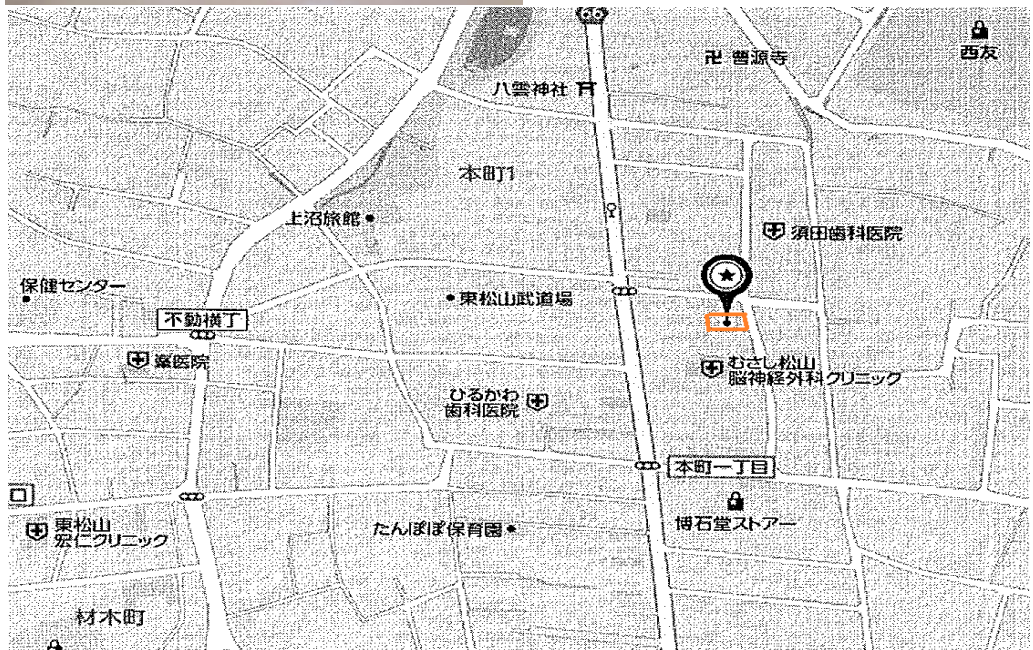 66
西友
卍 曹源寺
八雲神社
本町1
上沼旅館
須田歯科医院
保健センター
東松山武道場
不動横丁
むさし松山
脳神経外科クリニック
ひるかわ
歯科医院
本町一丁目
博石堂ストアー
東松山
宏仁クリニック
たんぽぽ保育園
材木町